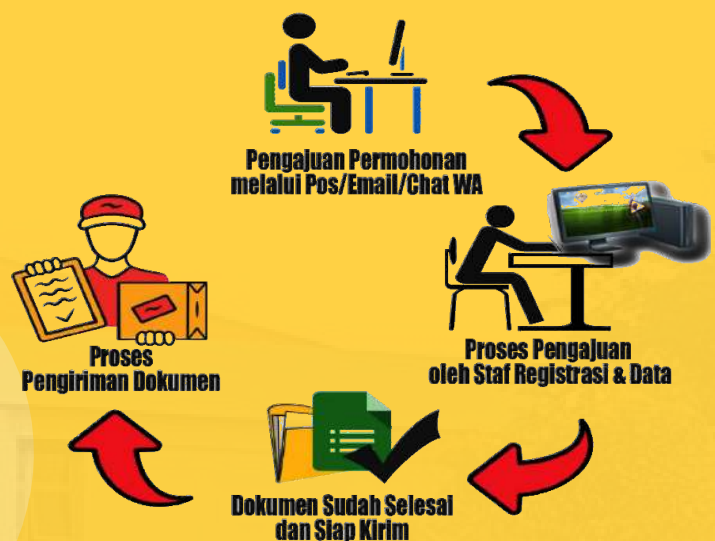 Pengajuan Permohonan
melalui Pos/Email/Chat WA
Proses Pengajuan
oleh Staf Registrasi & Data
Dokumen Sudah Selesai
dan Siap Kirim
Proses
Pengiriman Dokumen